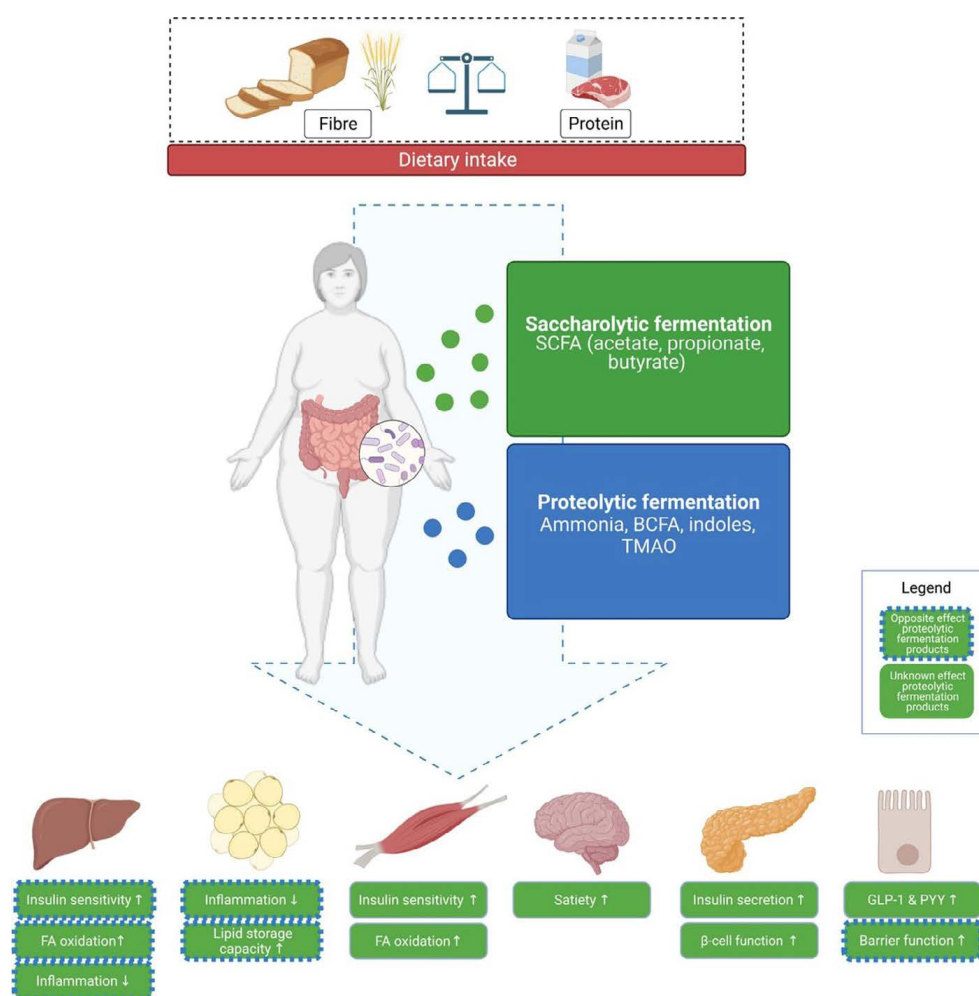 Fibre
Protein
Dietary intake
Saccharolytic fermentation
SCFA (acetate, propionate,
butyrate)
Proteolytic fermentation
Ammonia, BCFA, indoles,
TMAO
Legend
Opposite effect
proteolytic
fermentation
products
Unknown effect
proteolytic
fermentation
products
Insulin sensitivity ↑
FA oxidation ↑
Inflammation ↓
Inflammation ↓
Lipid storage
capacity ↑
Insulin sensitivity ↑
FA oxidation ↑
Satiety ↑
Insulin secretion ↑
β-cell function ↑
GLP-1 & PYY ↑
Barrier function ↑